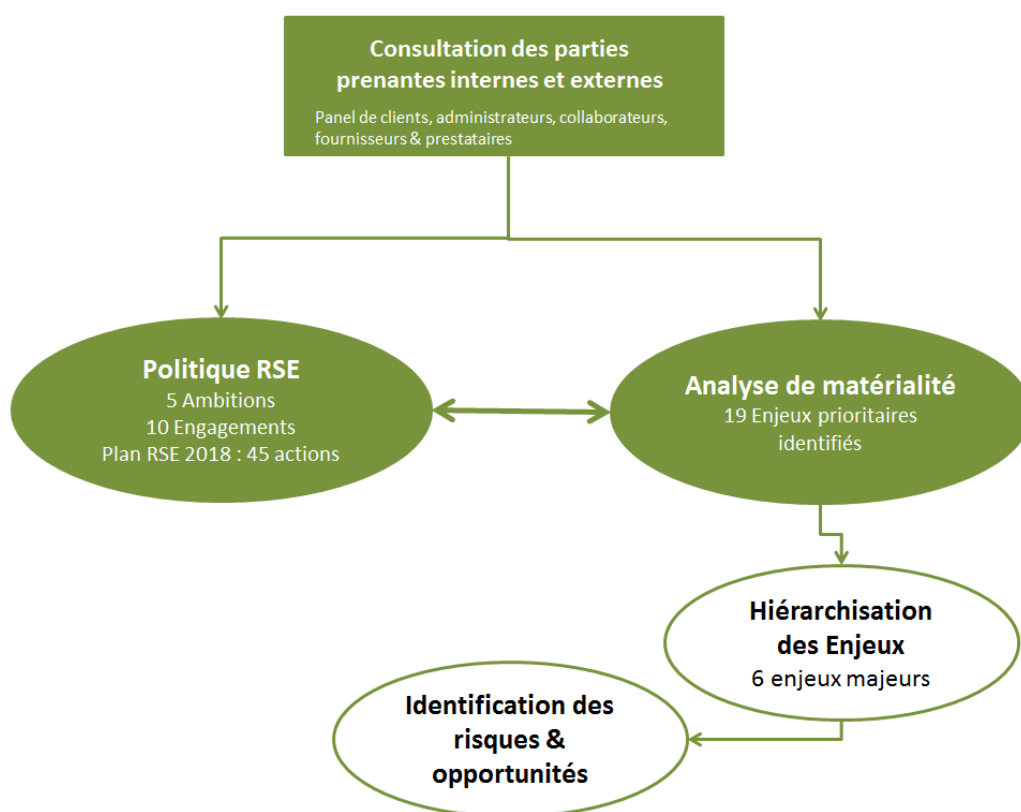 Consultation des parties
prenantes internes et externes
Panel de clients, administrateurs, collaborateurs,
fournisseurs & prestataires
Politique RSE
5 Ambitions
10 Engagements
Plan RSE 2018 : 45 actions
Analyse de matérialité
19 Enjeux prioritaires
identifiés
Hiérarchisation
des Enjeux
6 enjeux majeurs
Identification des
risques &
opportunités